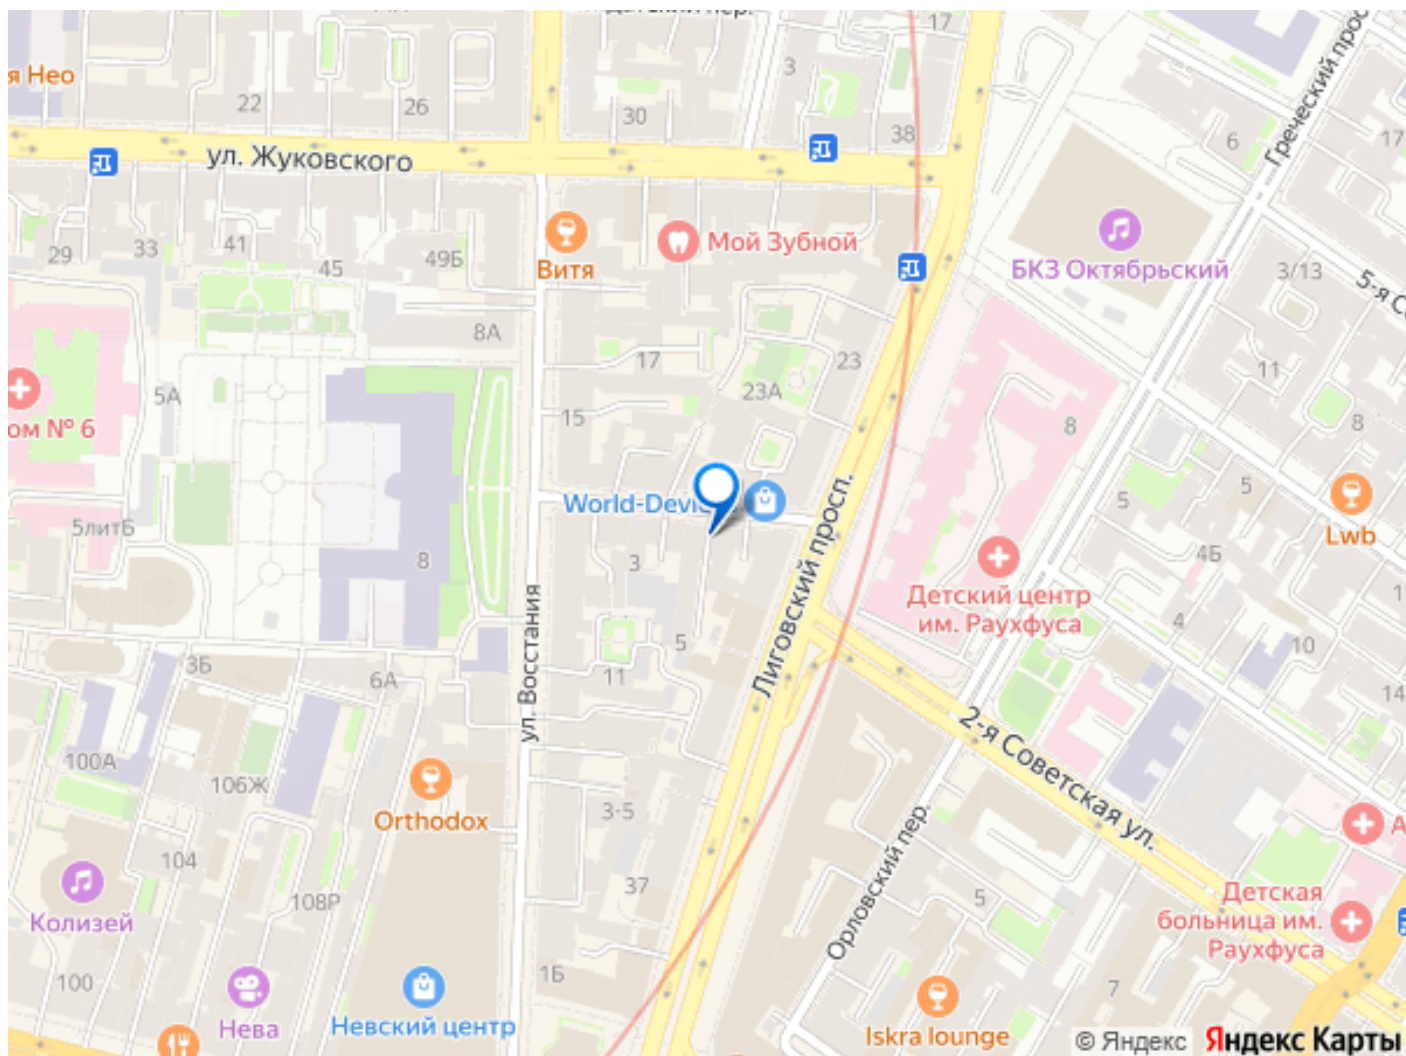 17
я Нео
3
22
26
30
38
6
17
Греческий прос
ул. Жуковского
29
33
41
45
49Б
Витя
Мой Зубной
БКЗ Октябрьский
3/13
5-я Со
8А
17
23
23А
11
5А
15
8
8
ом № 6
World-Devic
5
5
Lwb
5литБ
8
3
4Б
Детский центр
им. Раухфуса
Лиговский просп.
ул. Восстания
5
4
10
3Б
6А
11
14
2-я Советская ул.
100А
106Ж
Orthodox
3-5
Орловский пер.
104
37
108Р
5
Колизей
Детская
больница им.
Раухфуса
100
1Б
7
Нева
Невский центр
Iskra lounge
© Яндекс Яндекс Карты